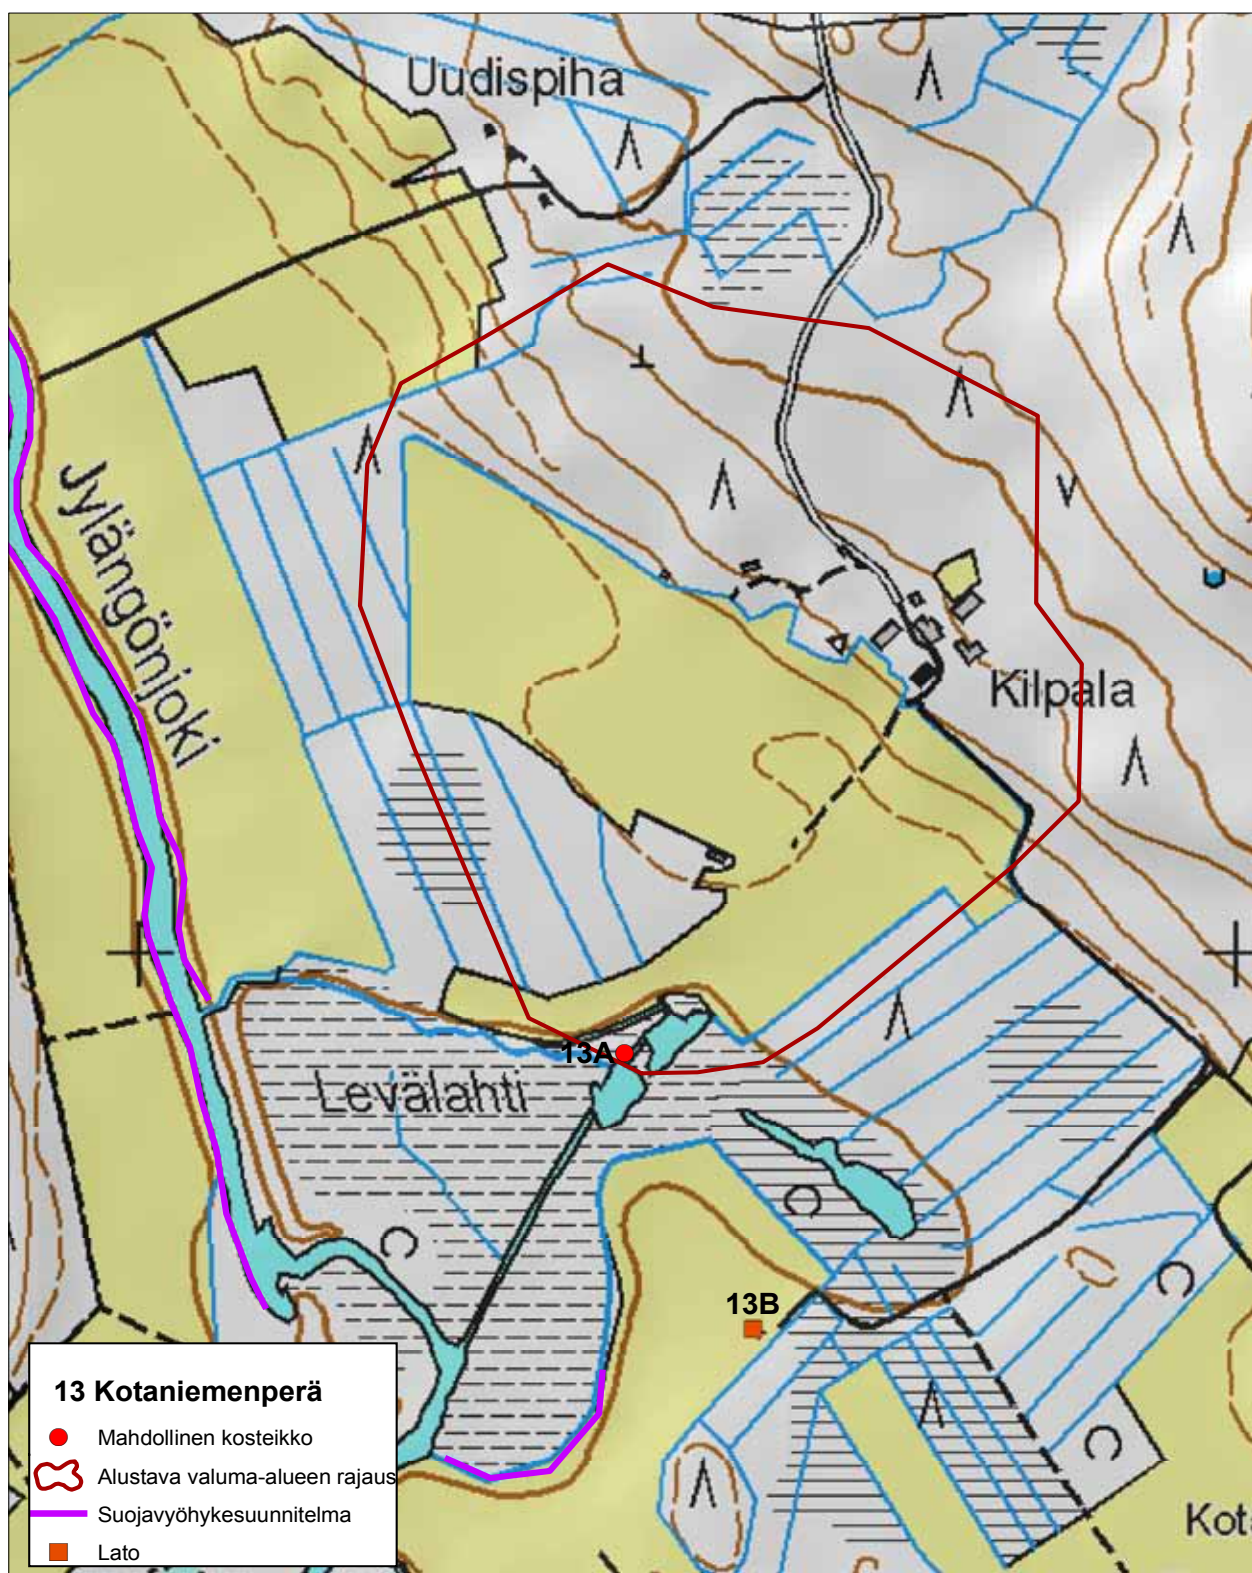 Uudispiha
Jylängönjoki
Kilpala
13A
Levälahti
13B
13 Kotaniemenperä
Mahdollinen kosteikko
Alustava valuma-alueen rajaus
Suojavyöhykesuunnitelma
Lato